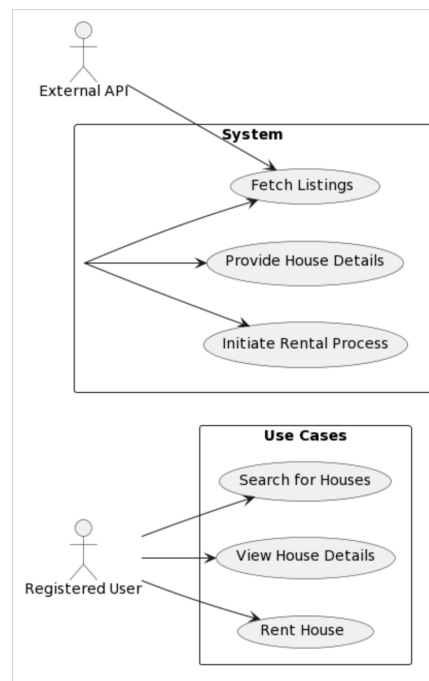 External API
System
Fetch Listings
Provide House Details
Initiate Rental Process
Use Cases
Search for Houses
View House Details
Registered User
Rent House